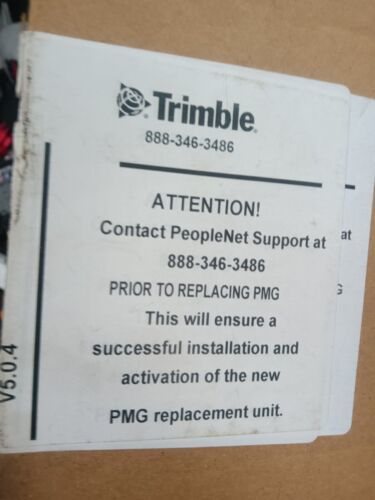 Trimble®
888-346-3486
ATTENTION!
Contact PeopleNet Support at
888-346-3486
PRIOR TO REPLACING PMG
This will ensure a
successful installation and
activation of the new
PMG replacement unit.
V5.0.4
at
G